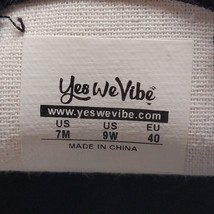 Yes We Vibe
www.yeswevibe.com
US US EU
7M 9W 40
MADE IN CHINA